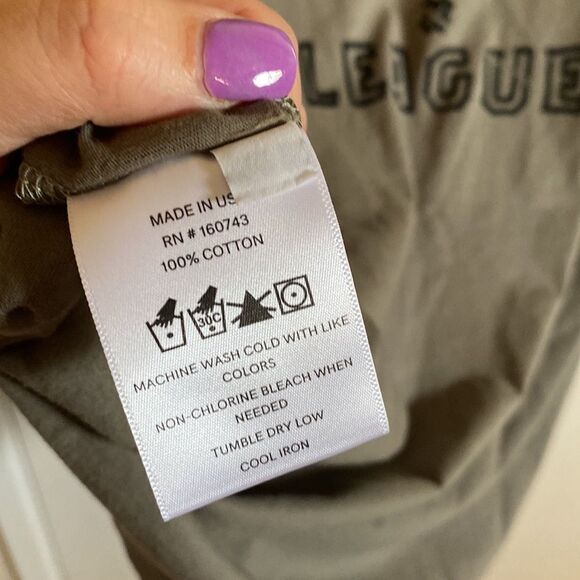 LEAGUE
MADE IN
RN # 160743
100% COTTON
30C
MACHINE WASH COLD WITH LIKE
COLORS
NON-CHLORINE BLEACH WHEN
NEEDED
TUMBLE DRY LOW
COOL IRON